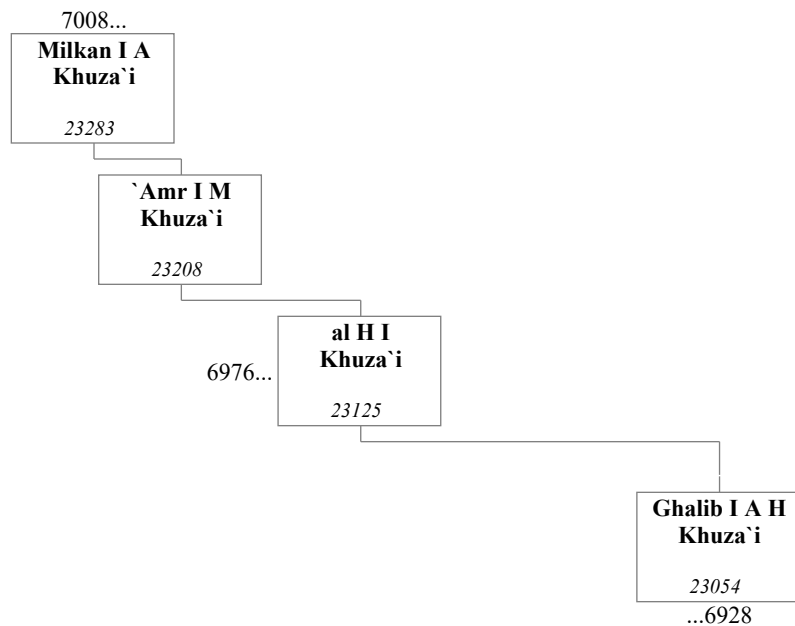 7008...
Milkan I A
Khuza`i
23283
`Amr I M
Khuza`i
23208
al H I
Khuza`i
6976...
23125
Ghalib I A H
Khuza`i
23054
...6928